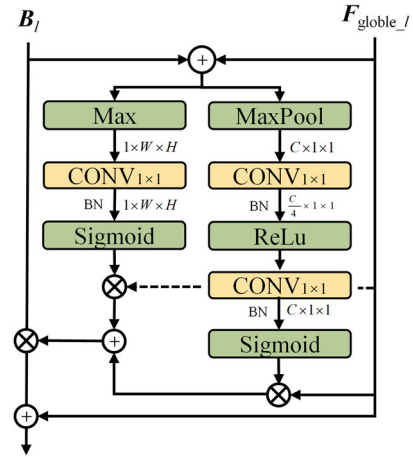 B_l
F_globle_l
Max
MaxPool
1×W×H
C×1×1
CONV1×1
CONV1×1
BN 1×W×H
BN C/4×1×1
Sigmoid
ReLu
CONV1×1
BN C×1×1
Sigmoid